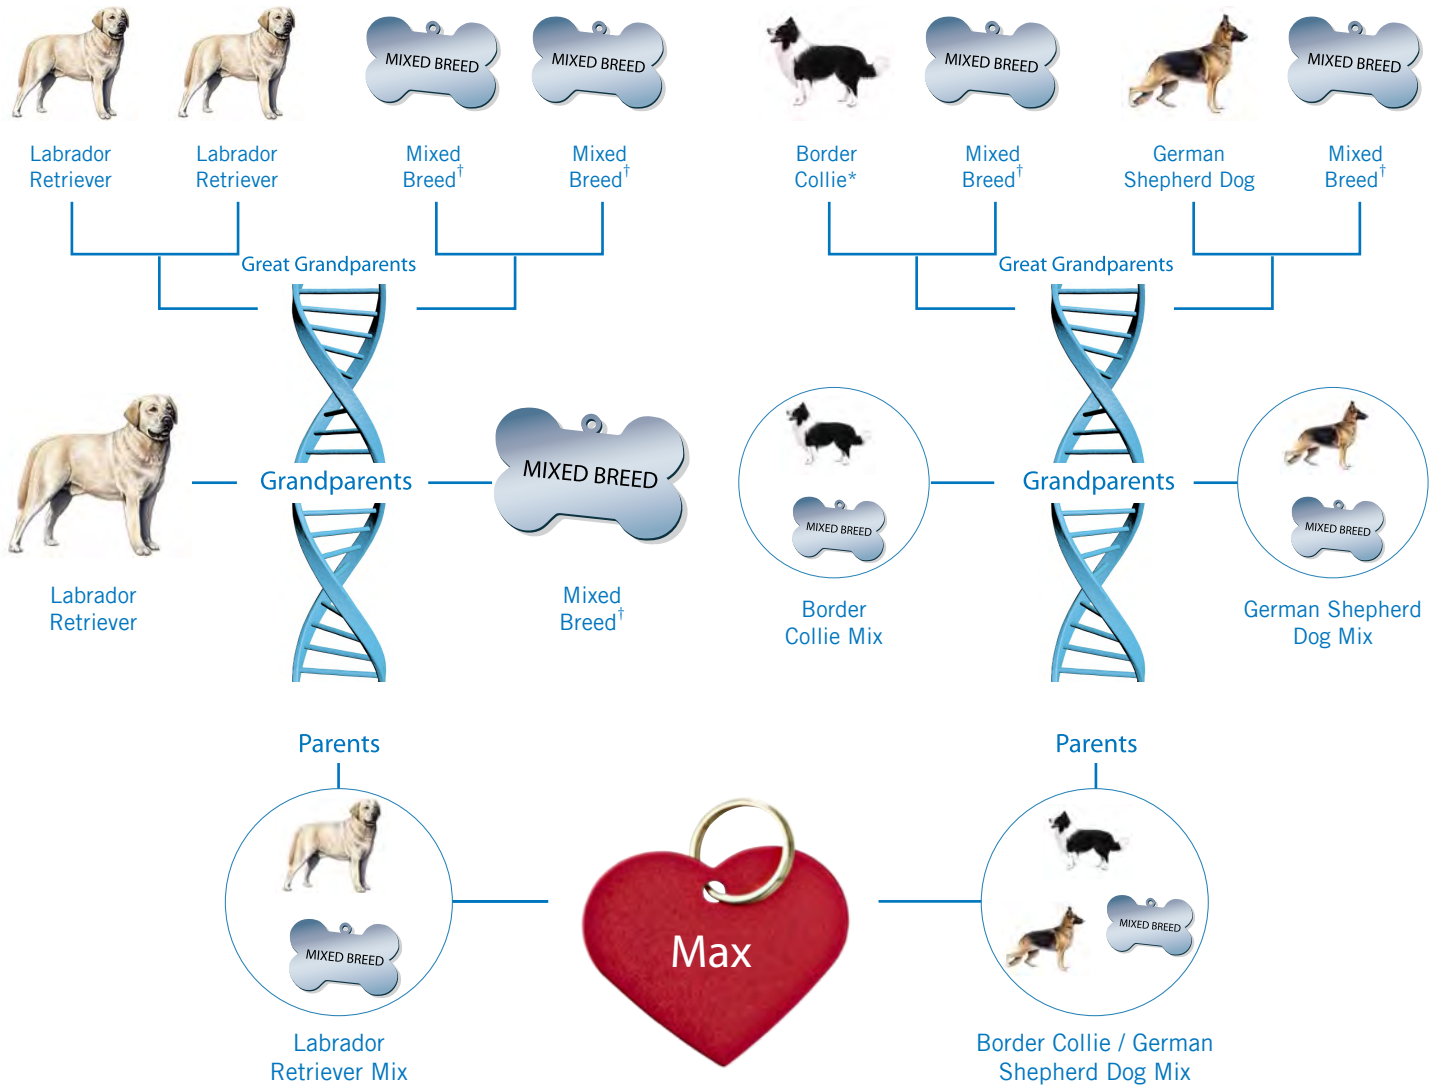 MIXED BREED
MIXED BREED
MIXED BREED
MIXED BREED
Labrador
Retriever
Labrador
Retriever
Mixed
Breed†
Mixed
Breed†
Border
Collie*
Mixed
Breed†
German
Shepherd Dog
Mixed
Breed†
Great Grandparents
Great Grandparents
MIXED BREED
Grandparents
Grandparents
MIXED BREED
MIXED BREED
Labrador
Retriever
Mixed
Breed†
Border
Collie Mix
German Shepherd
Dog Mix
Parents
Parents
MIXED BREED
Max
MIXED BREED
Labrador
Retriever Mix
Border Collie / German
Shepherd Dog Mix